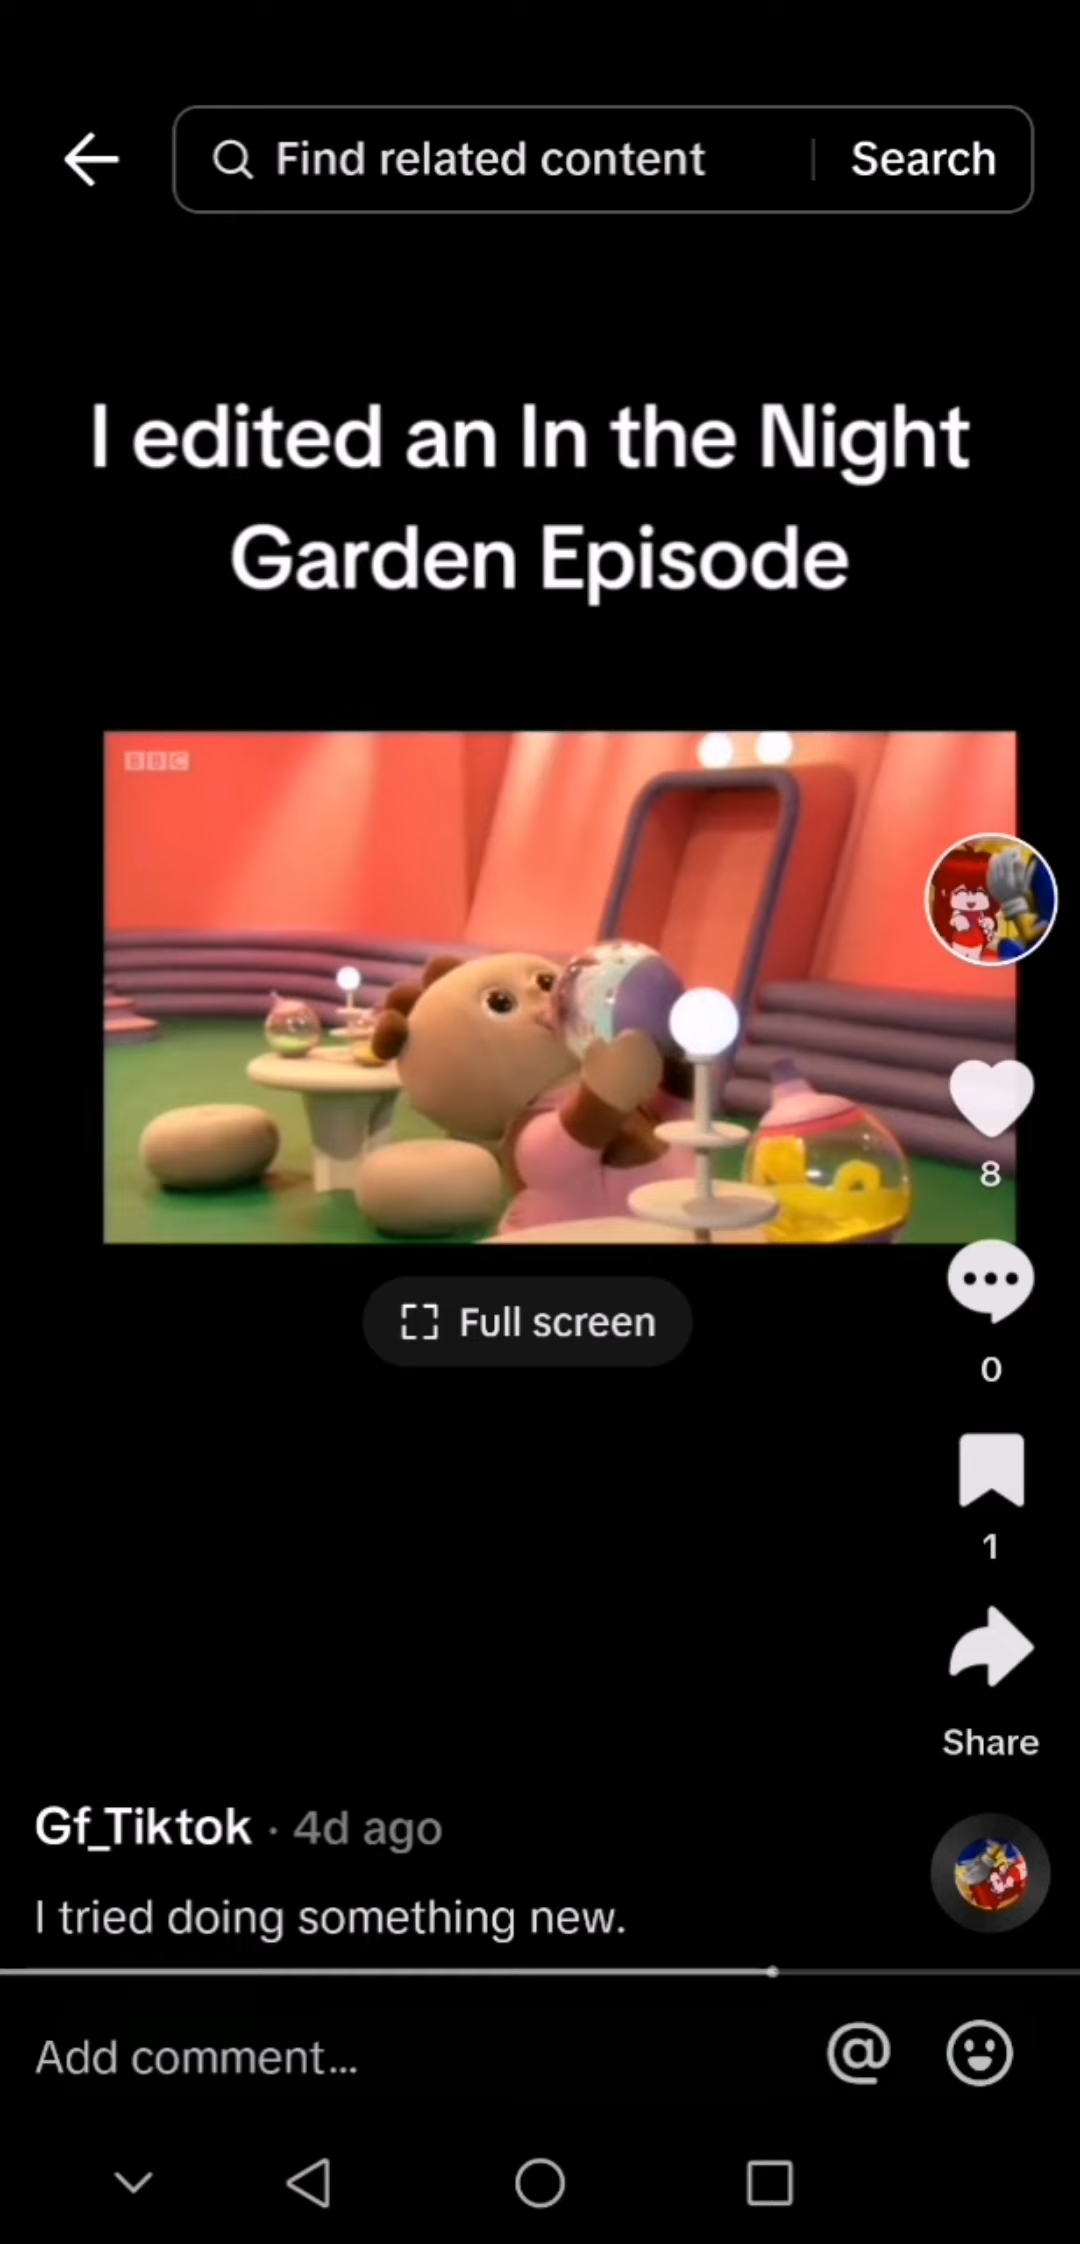 Find related content
Search
I edited an In the Night
Garden Episode
BBC
8
Full screen
0
1
Share
Gf_Tiktok · 4d ago
I tried doing something new.
Add comment...
@